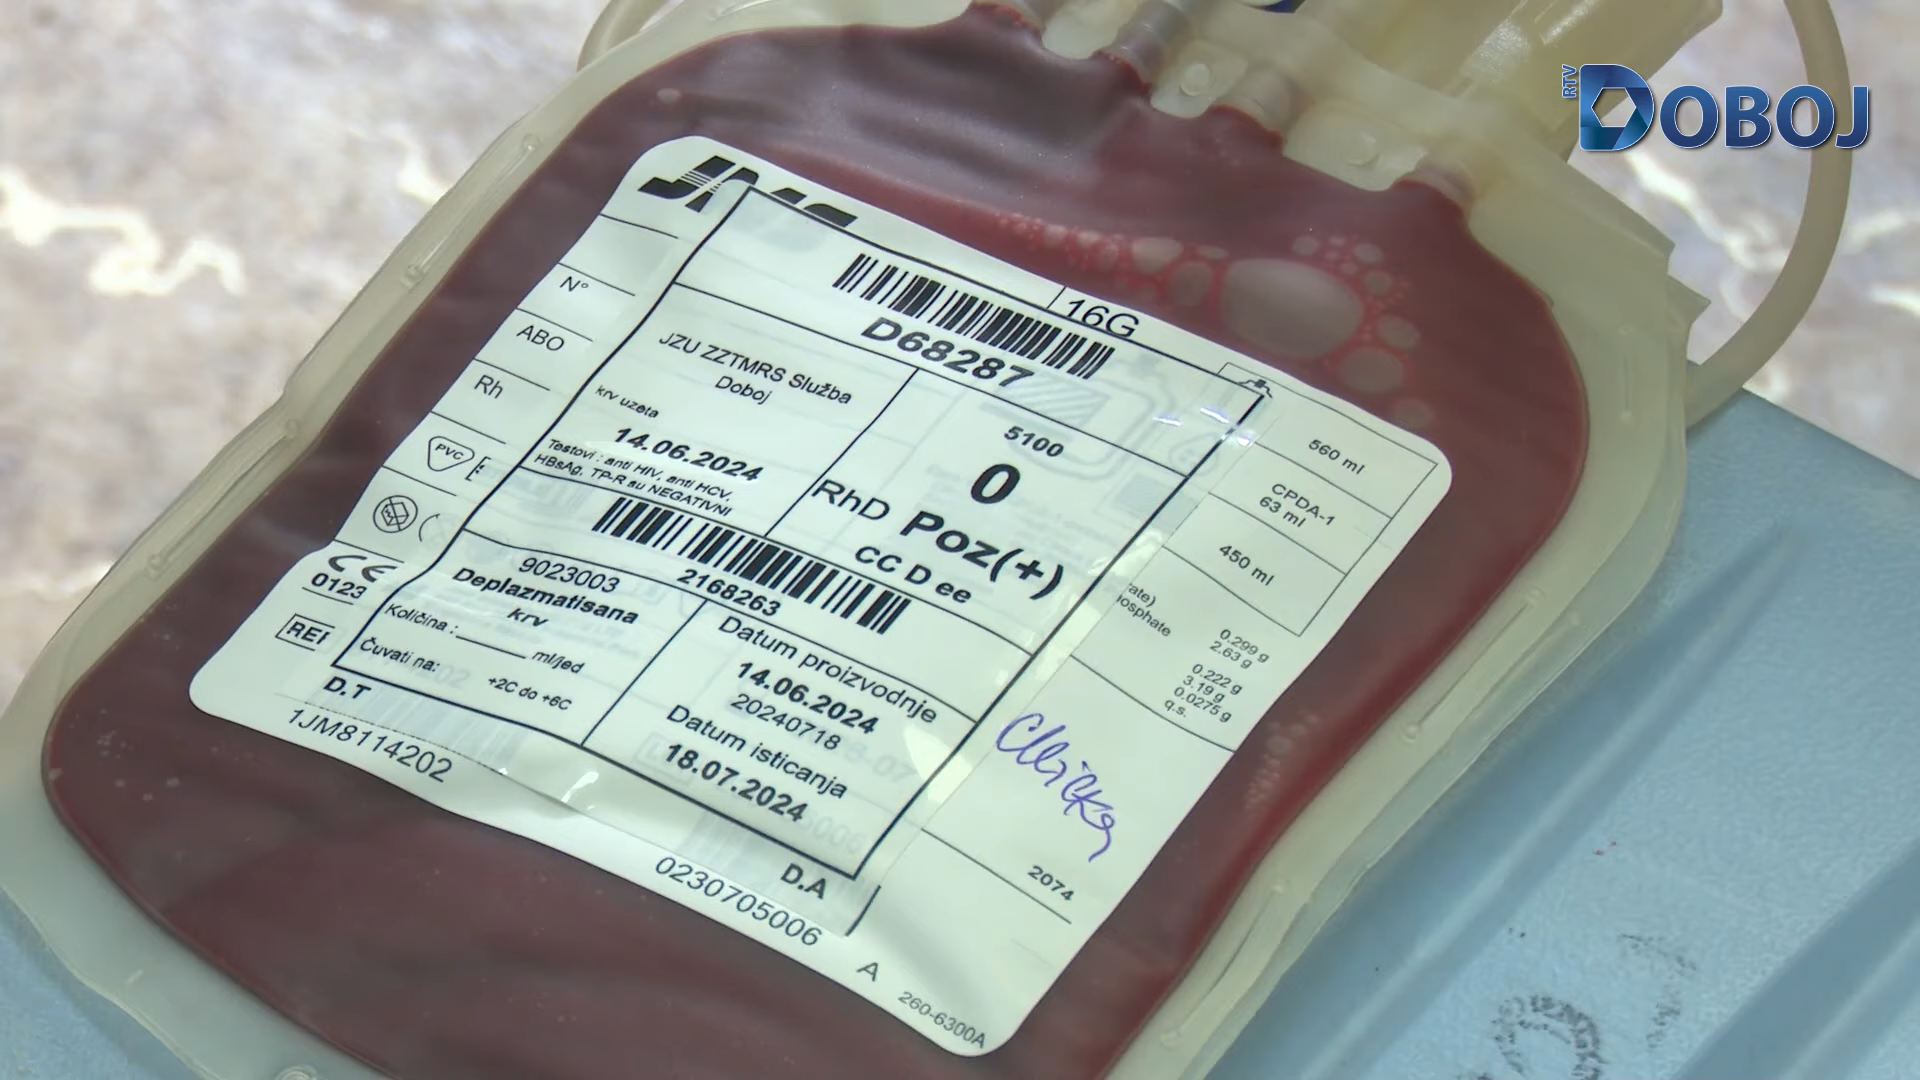 RTV DOBOJ
JMS
16G
D68287
N°
ABO
Rh
PVC
JZU ZZTMRS Služba
Doboj
krv uzeta
14.06.2024
Testovi : anti HIV, anti HCV,
HBsAg, TP-R su NEGATIVNI
5100
0
RhD Poz(+)
CC D ee
2168263
9023003
Deplazmatisana
krv
Količina : ml/jed
Čuvati na:
+2C do +6C
Datum proizvodnje
14.06.2024
20240718
Datum isticanja
18.07.2024
D.T
D.A
CE
0123
REF
1JM8114202
0230705006
560 ml
CPDA-1
63 ml
450 ml
0.299 g
2.63 g
0.222 g
3.19 g
0.0275 g
q.s.
2074
A
260-6300A